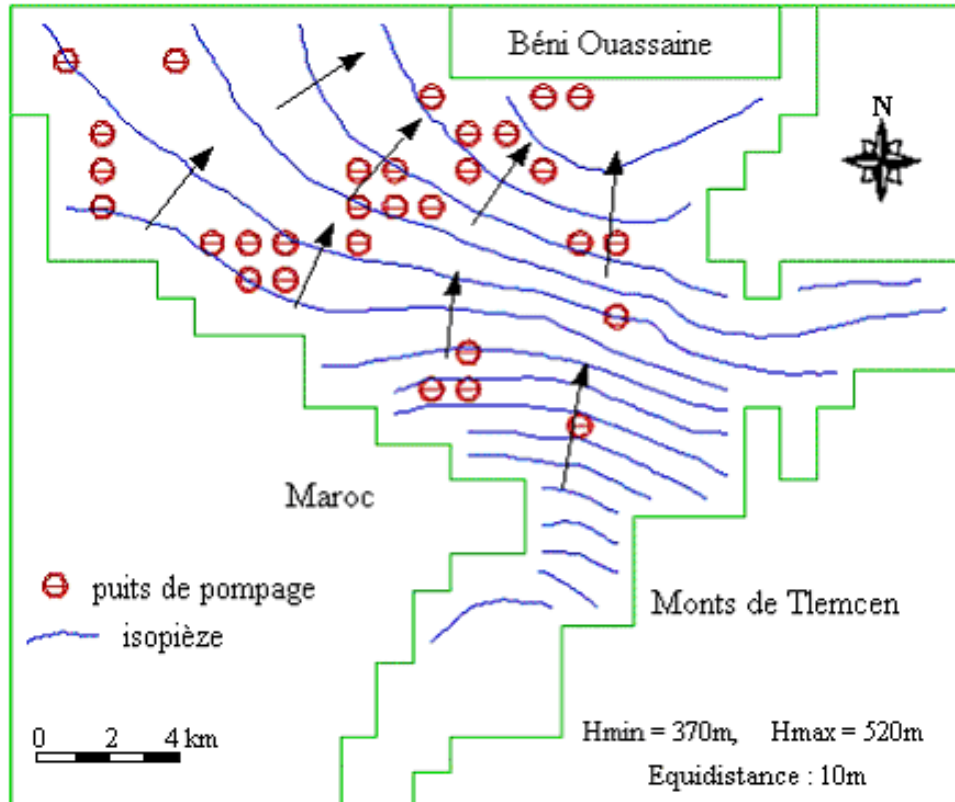 Béni Ouassaine
N
Maroc
puits de pompage
isopièze
Monts de Tlemcen
0 2 4 km
Hmin = 370m, Hmax = 520m
Equidistance : 10m